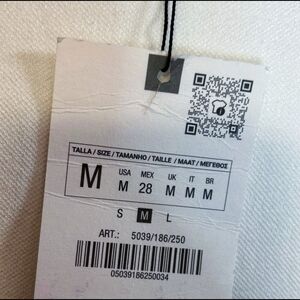 TALLA / SIZE / TAMANHO / TAILLE / MAAT / ΜΕΓΕΘΟΣ
M USA MEX UK IT BR
M 28 M M M
S M L
ART.: 5039/186/250
05039186250034